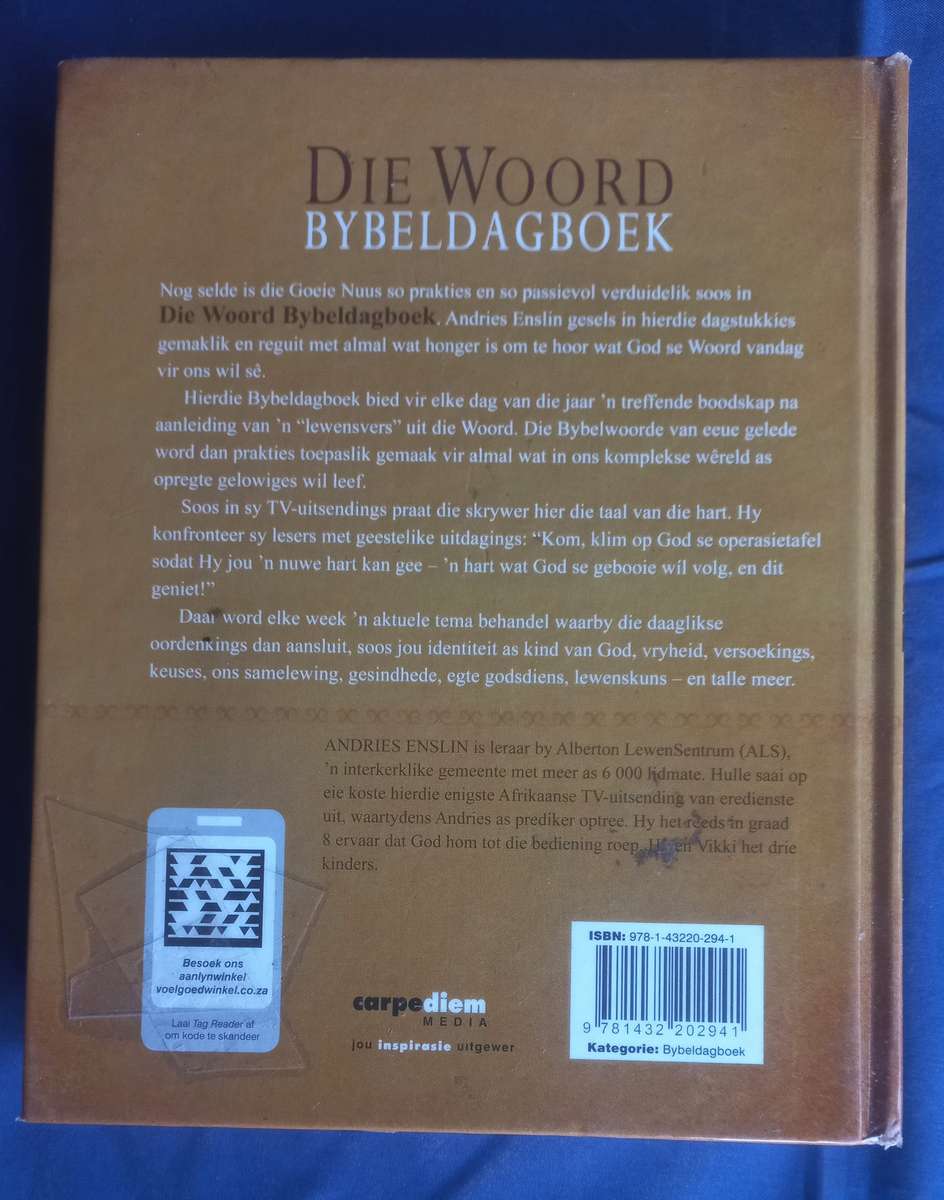 DIE WOORD
BYBELDAGBOEK
Nog selde is die Goeie Nuus so prakties en so passievol verduidelik soos in
Die Woord Bybeldagboek. Andries Enslin gesels in hierdie dagstukkies
gemaklik en reguit met almal wat honger is om te hoor wat God se Woord vandag
vir ons wil sê.
Hierdie Bybeldagboek bied vir elke dag van die jaar ’n treffende boodskap na
aanleiding van ’n “lewensvers” uit die Woord. Die Bybelwoorde van eeue gelede
word dan prakties toepaslik gemaak vir almal wat in ons komplekse wêreld as
opregte gelowiges wil leef.
Soos in sy TV-uitsendings praat die skrywer hier die taal van die hart. Hy
konfronteer sy lesers met geestelike uitdagings: “Kom, klim op God se operasietafel
sodat Hy jou ’n nuwe hart kan gee – ’n hart wat God se gebooie wíl volg, en dit
geniet!”
Daar word elke week ’n aktuele tema behandel waarby die daaglikse
oordenkings dan aansluit, soos jou identiteit as kind van God, vryheid, versoekings,
keuses, ons samelewing, gesindhede, egte godsdiens, lewenskuns – en talle meer.
ANDRIES ENSLIN is leraar by Alberton LewenSentrum (ALS),
’n interkerklike gemeente met meer as 6 000 lidmate. Hulle saai op
eie koste hierdie enigste Afrikaanse TV-uitsending van eredienste
uit, waartydens Andries as prediker optree. Hy het reeds in graad
8 ervaar dat God hom tot die bediening roep. Hy en Vikki het drie
kinders.
Besoek ons
aanlynwinkel
voelgoedwinkel.co.za
Laai Tag Reader af
om kode te skandeer
carpediem
MEDIA
jou inspirasie uitgewer
ISBN: 978-1-43220-294-1
9 781432 202941
Kategorie: Bybeldagboek